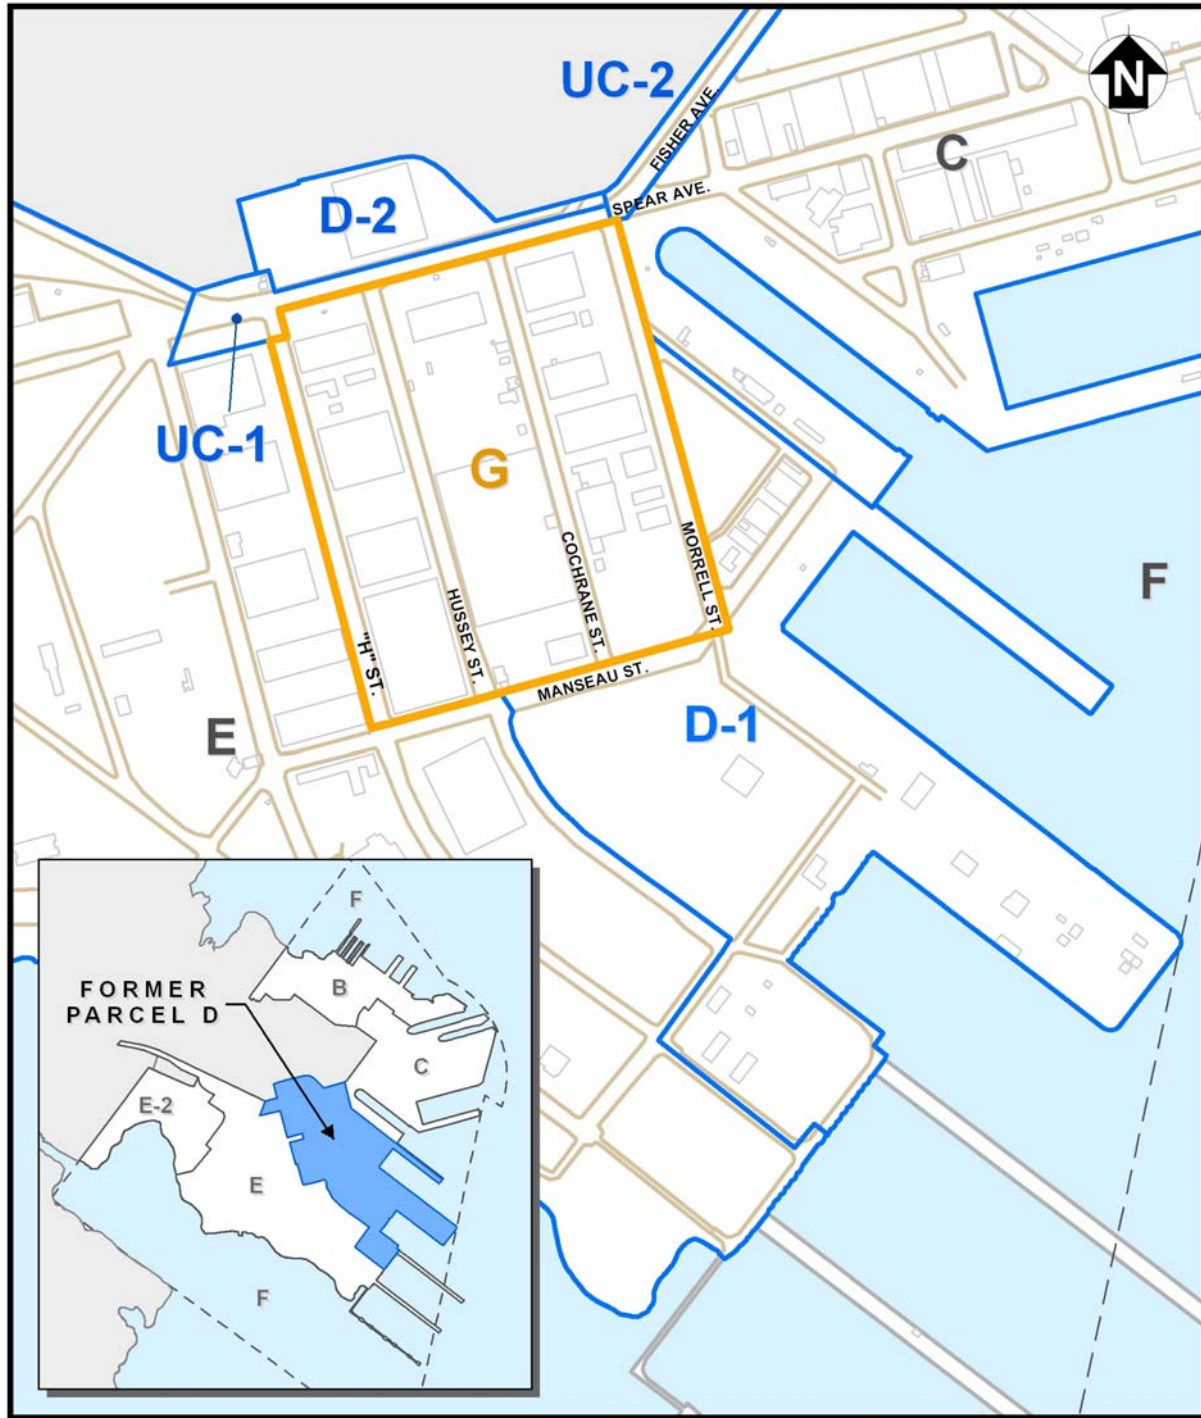 UC-2
N
FISHER AVE.
C
SPEAR AVE.
D-2
UC-1
G
F
MORRELL ST.
COCHRANE ST.
HUSSEY ST.
"H" ST.
MANSEAU ST.
E
D-1
F
FORMER
PARCEL D
B
C
E-2
E
F